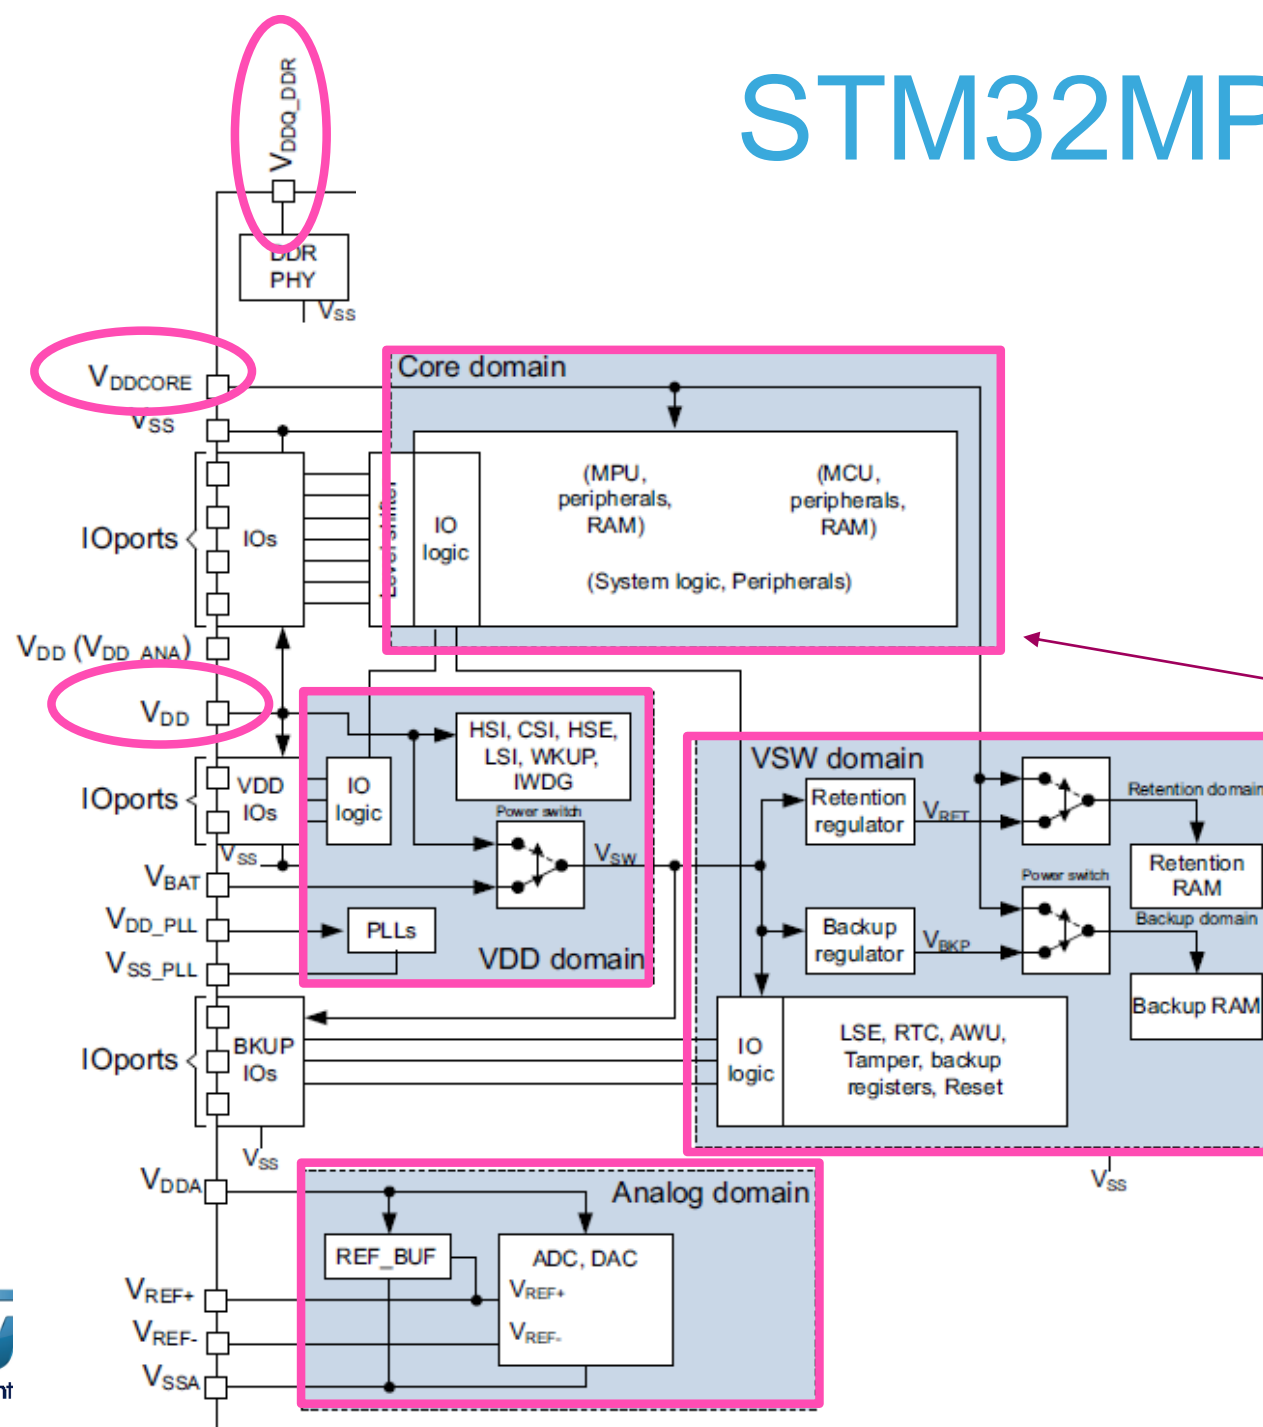 STM32MP
VDDQ_DDR
DDR
PHY
VSS
VDDCORE
VSS
Core domain
(MPU,
peripherals,
RAM)
(MCU,
peripherals,
RAM)
IOports
IOs
Level shifter
IO
logic
(System logic, Peripherals)
VDD (VDD_ANA)
VDD
HSI, CSI, HSE,
LSI, WKUP,
IWDG
VSW domain
IOports
VDD
IOs
IO
logic
Power switch
Retention
regulator
VRET
Retention domain
VSS
VSW
Retention
RAM
VBAT
Power switch
VDD_PLL
PLLs
Backup
regulator
VBKP
Backup domain
VSS_PLL
VDD domain
Backup RAM
IOports
BKUP
IOs
IO
logic
LSE, RTC, AWU,
Tamper, backup
registers, Reset
VSS
VSS
VDDA
Analog domain
REF_BUF
ADC, DAC
VREF+
VREF+
VREF-
VREF-
VSSA
nt